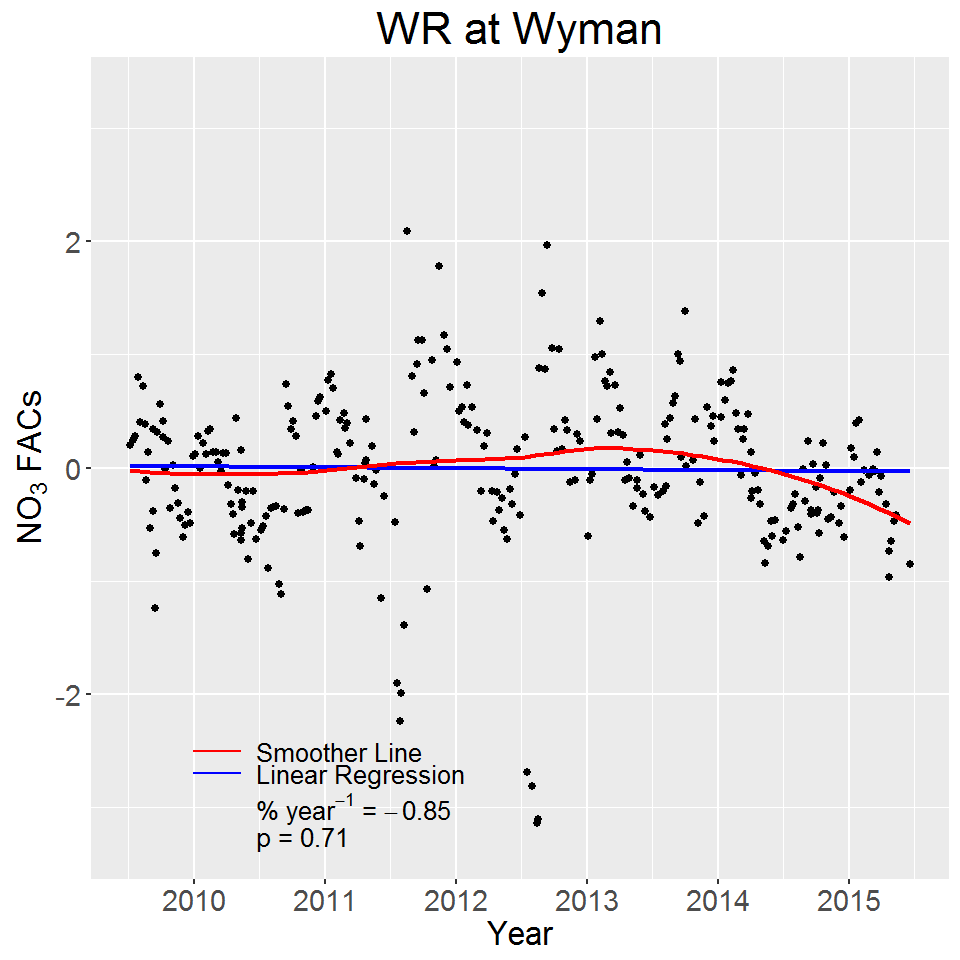 WR at Wyman
NO₃ FACs
2
0
-2
Smoother Line
Linear Regression
% year⁻¹ = −0.85
p = 0.71
2010 2011 2012 2013 2014 2015
Year